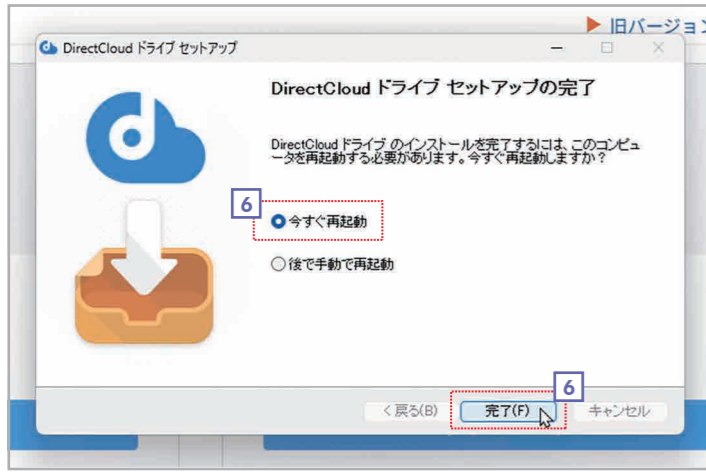 ▶ 旧バージョン
DirectCloud ドライブ セットアップ
DirectCloud ドライブ セットアップの完了
DirectCloud ドライブ のインストールを完了するには、このコンピュ
ータを再起動する必要があります。今すぐ再起動しますか？
6
今すぐ再起動
後で手動で再起動
6
< 戻る(B)
完了(F)
キャンセル